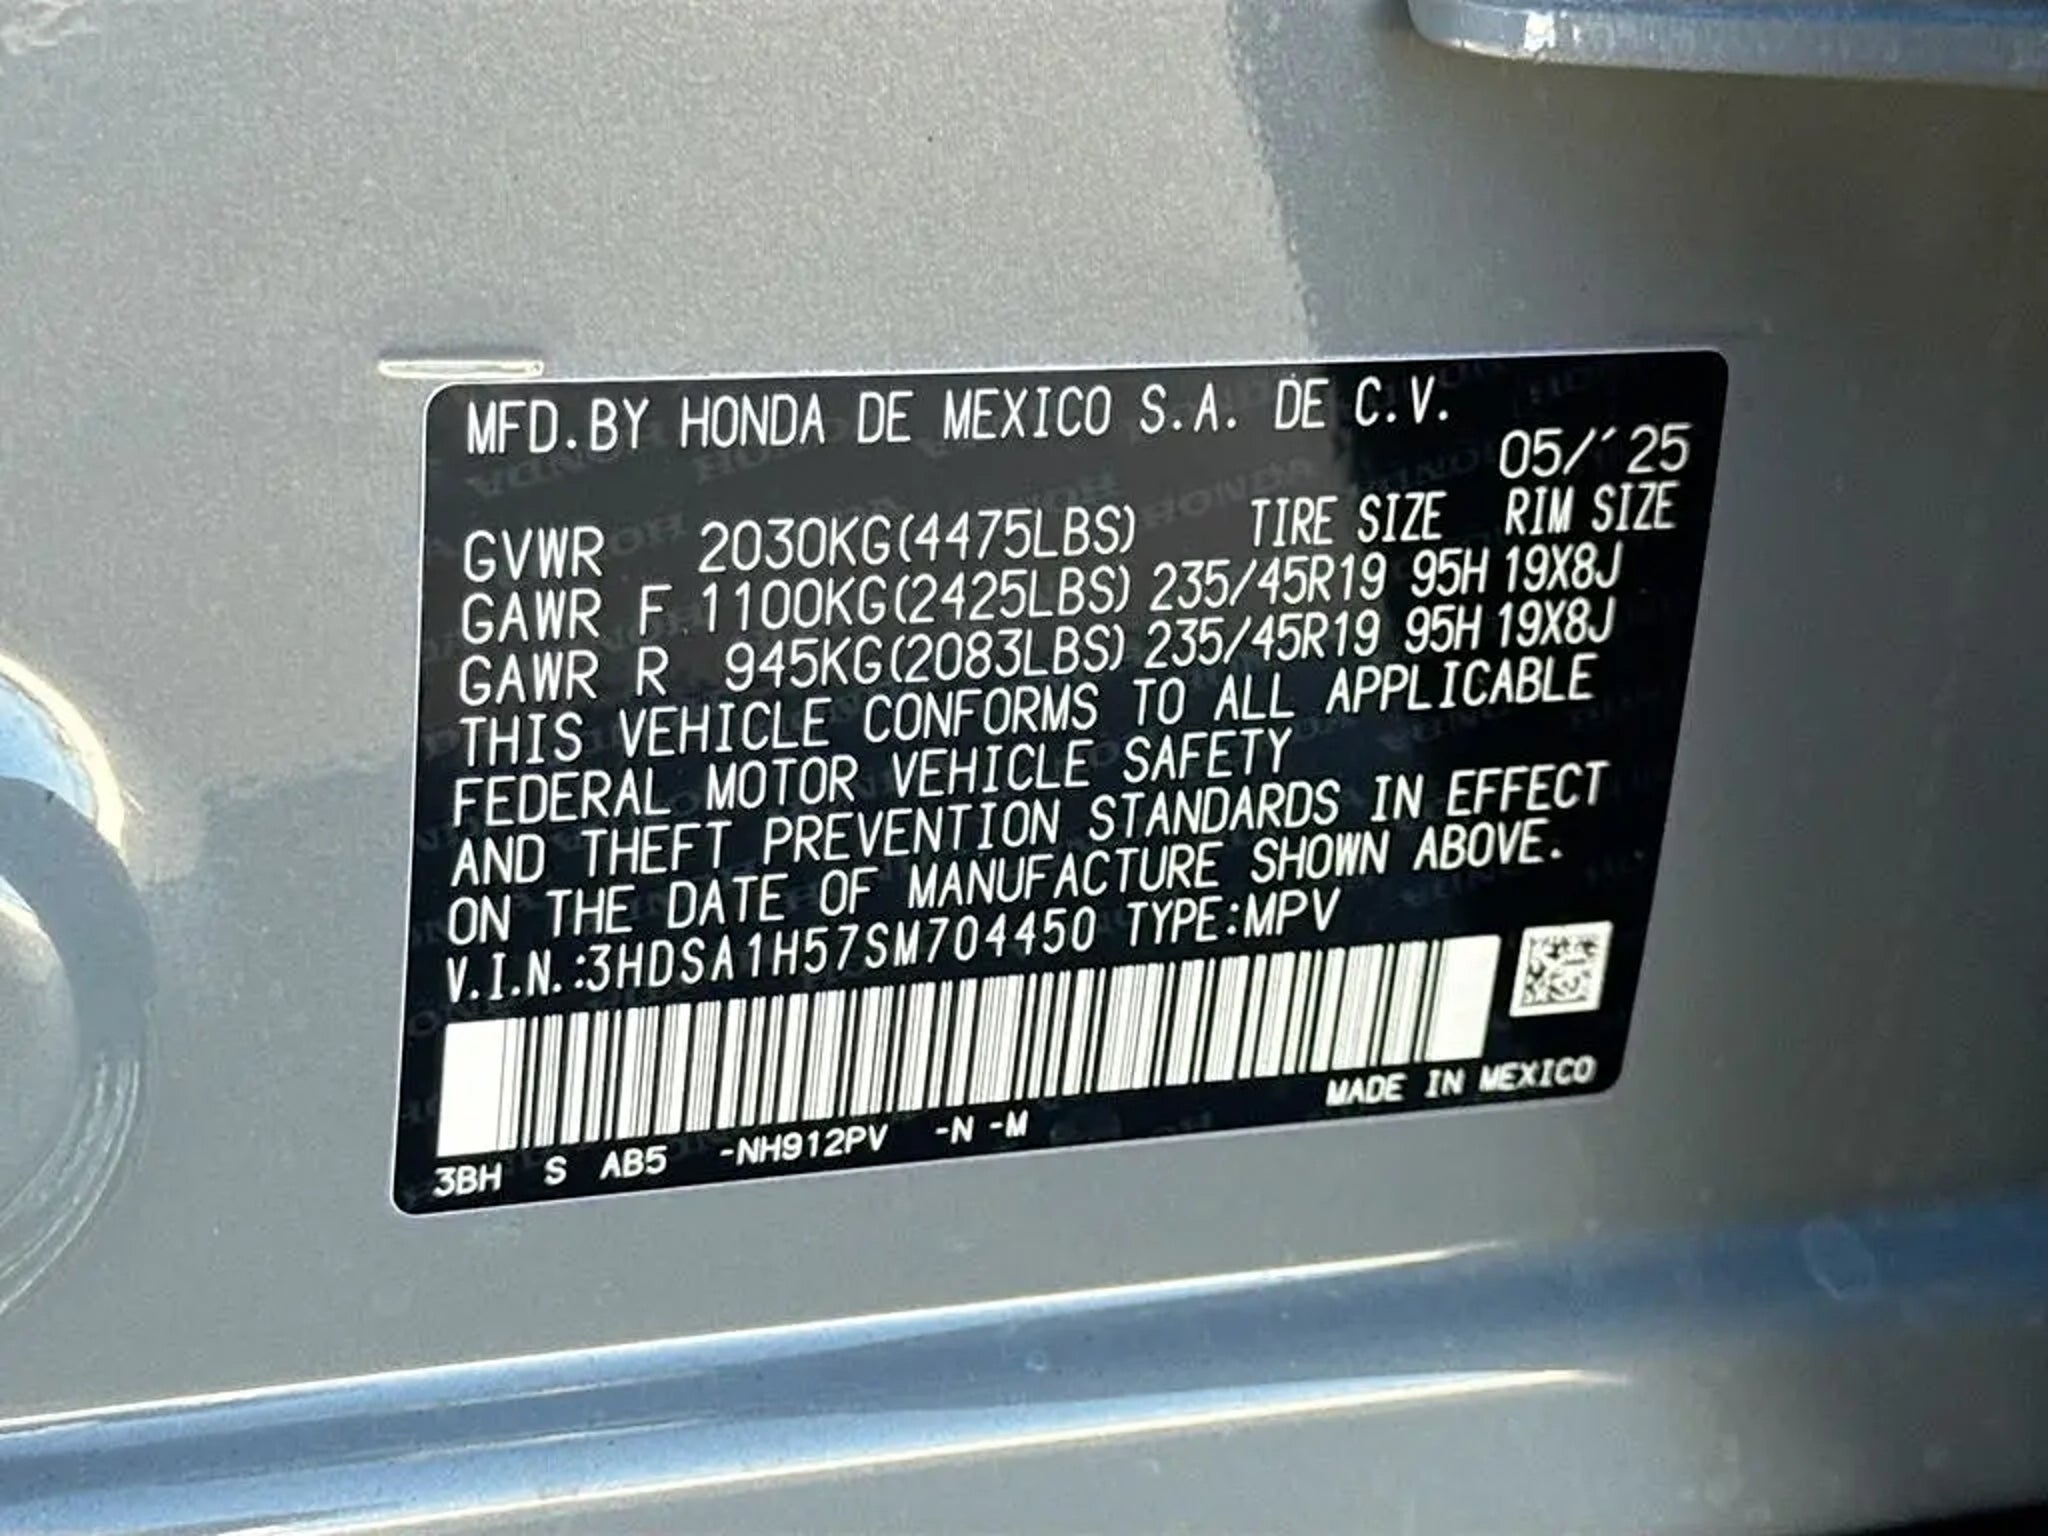 MFD.BY HONDA DE MEXICO S.A. DE C.V.
05/´25
TIRE SIZE RIM SIZE
GVWR 2030KG(4475LBS)
GAWR F 1100KG(2425LBS) 235/45R19 95H 19X8J
GAWR R 945KG(2083LBS) 235/45R19 95H 19X8J
THIS VEHICLE CONFORMS TO ALL APPLICABLE
FEDERAL MOTOR VEHICLE SAFETY
AND THEFT PREVENTION STANDARDS IN EFFECT
ON THE DATE OF MANUFACTURE SHOWN ABOVE.
V.I.N.:3HDSA1H57SM704450 TYPE:MPV
MADE IN MEXICO
3BH S AB5 -NH912PV -N -M